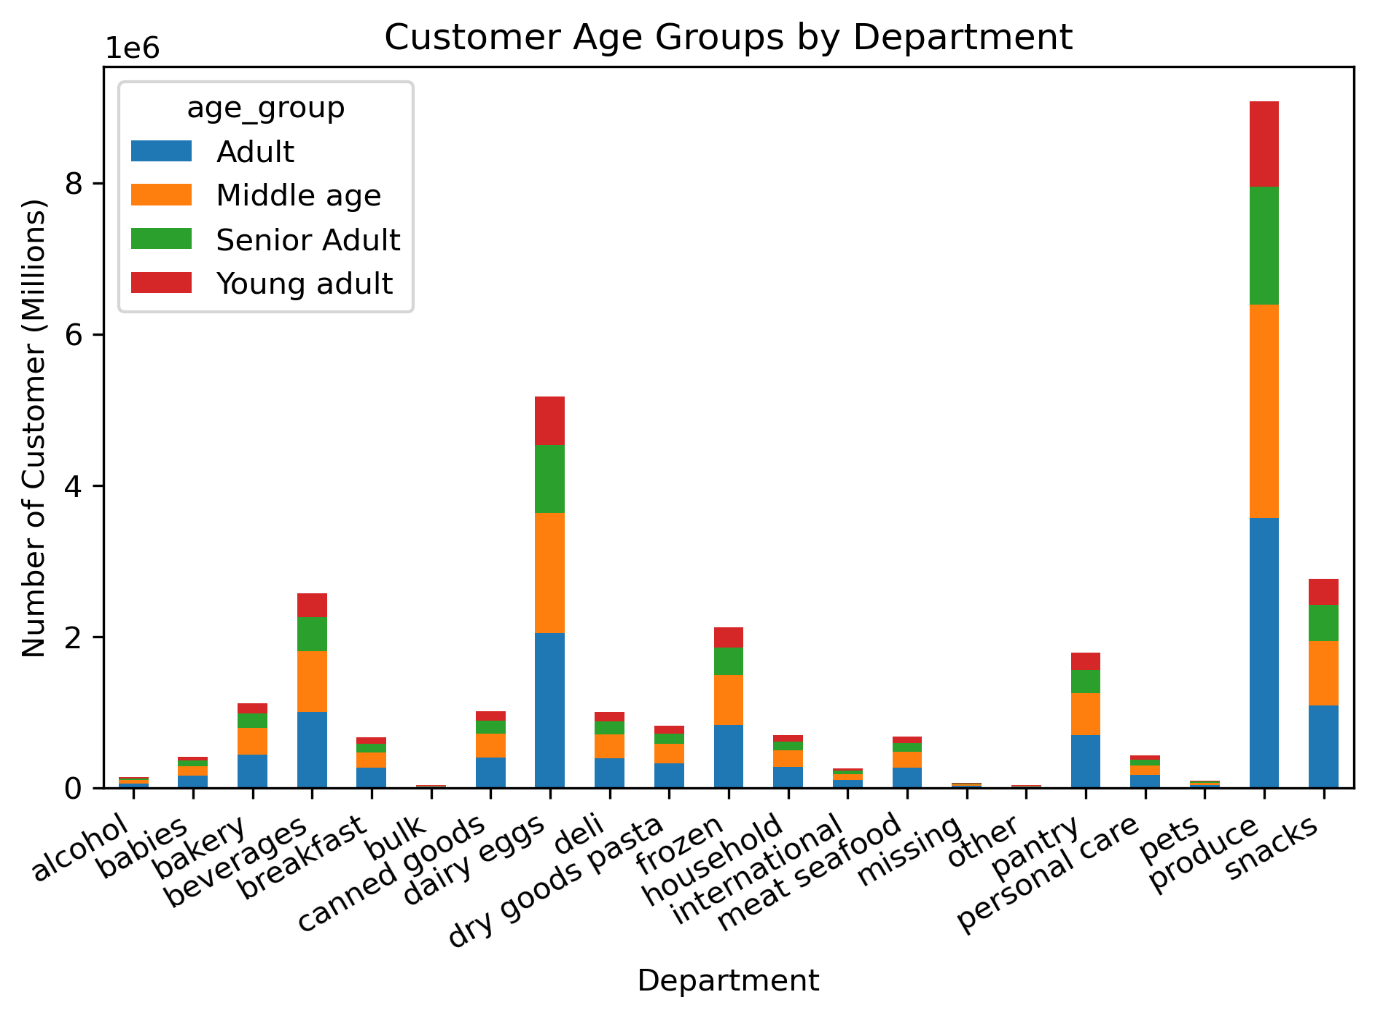 Customer Age Groups by Department
1e6
age_group
Adult
Middle age
Senior Adult
Young adult
Number of Customer (Millions)
8
6
4
2
0
alcohol
babies
bakery
beverages
breakfast
bulk
canned goods
dairy eggs
deli
dry goods pasta
frozen
household
international
meat seafood
missing
other
pantry
personal care
pets
produce
snacks
Department